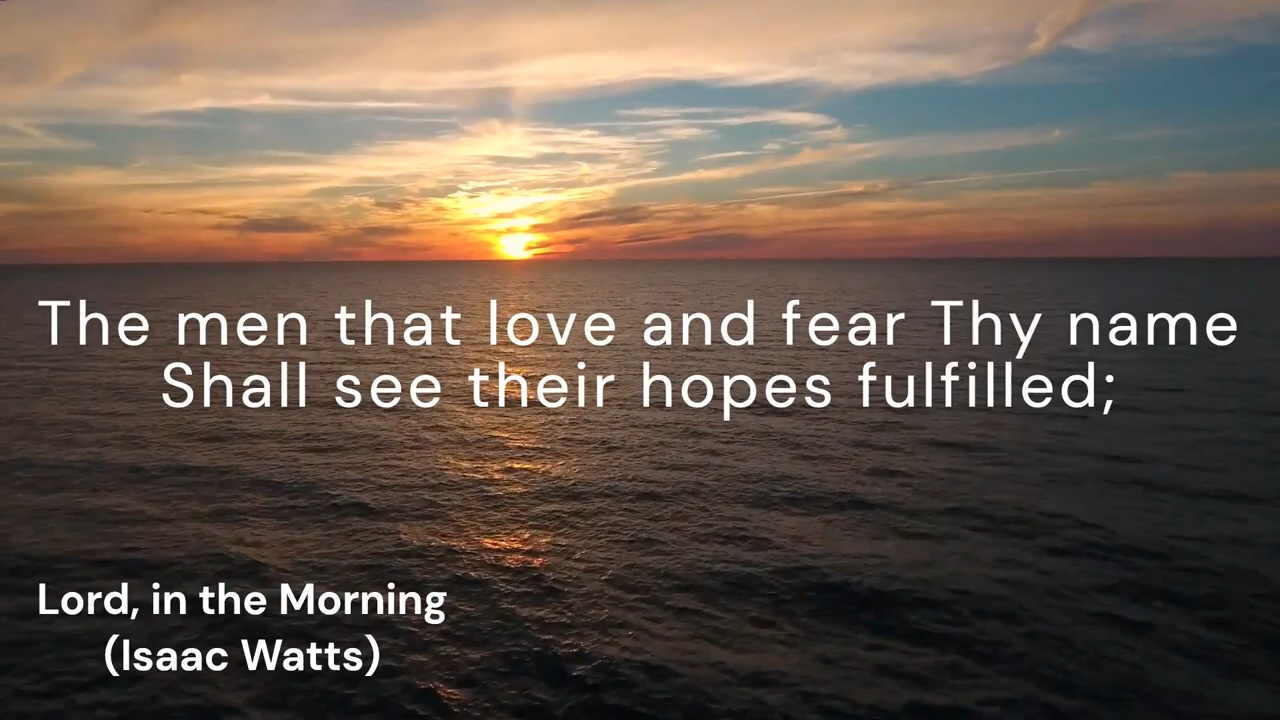 The men that love and fear Thy name
Shall see their hopes fulfilled;
Lord, in the Morning
(Isaac Watts)